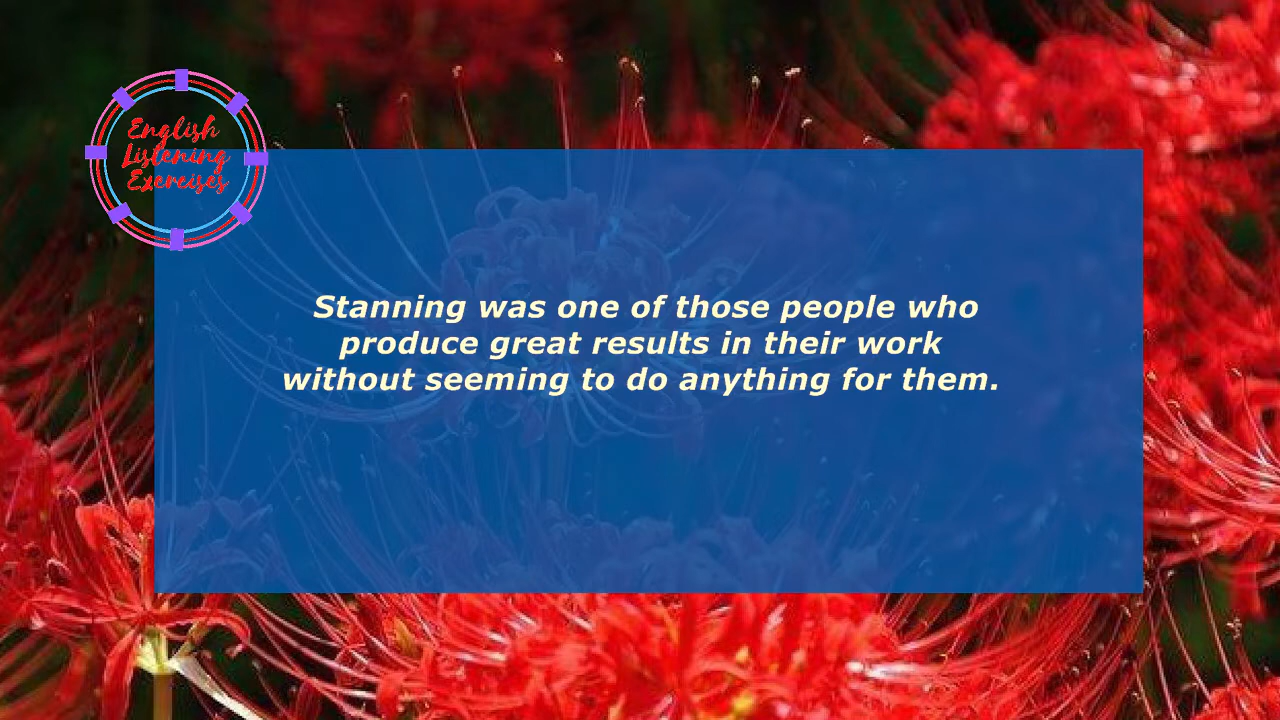 English
Listening
Exercises
Stanning was one of those people who
produce great results in their work
without seeming to do anything for them.